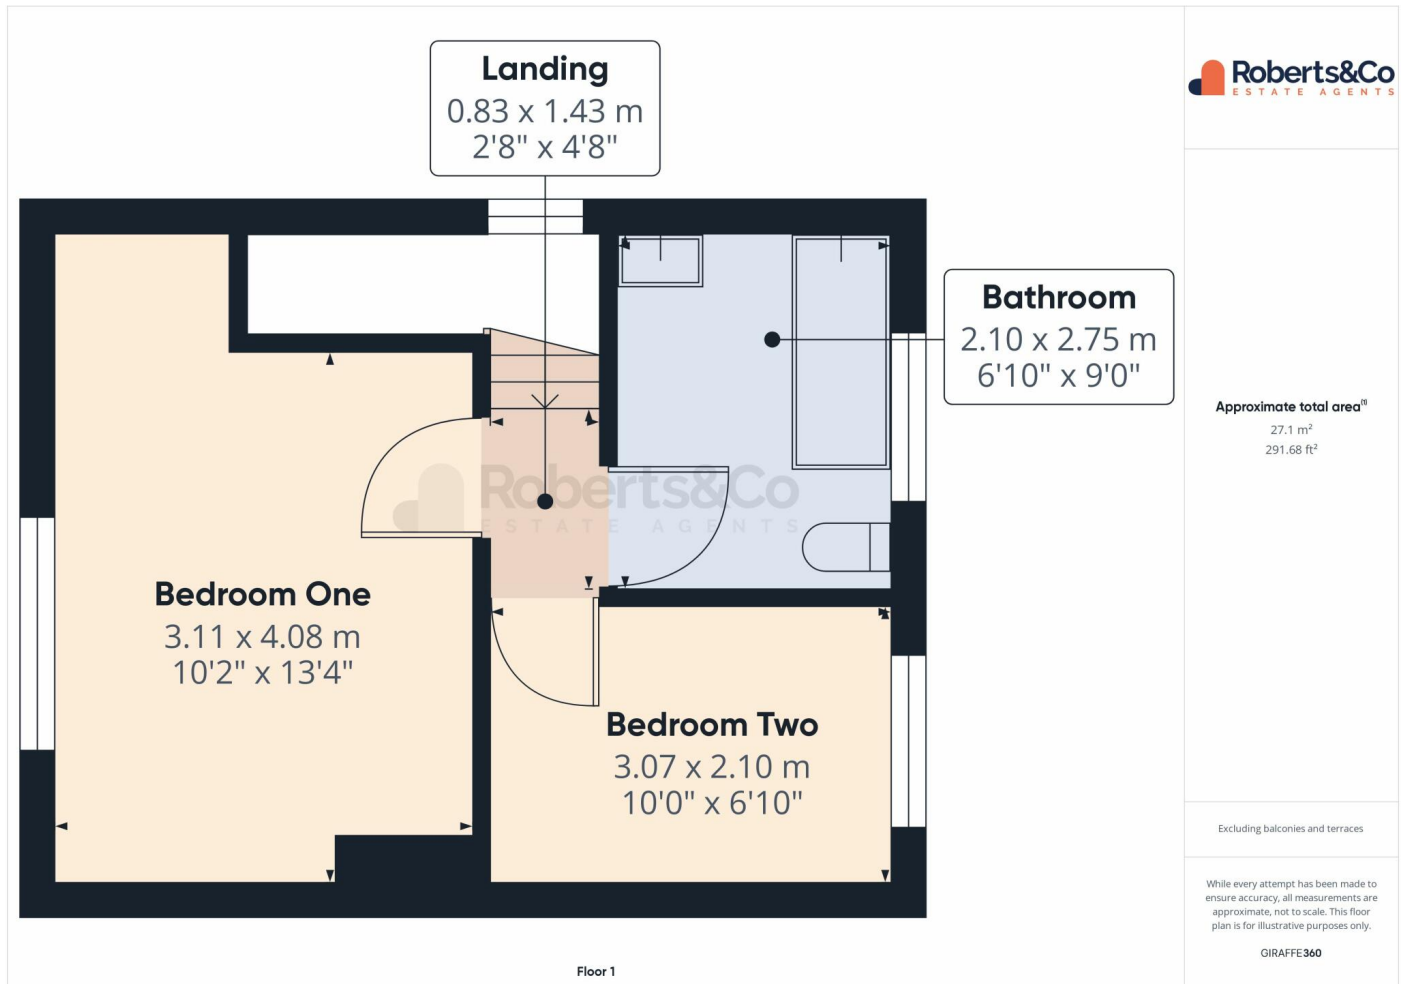 Landing
0.83 x 1.43 m
2'8" x 4'8"
Roberts&Co
ESTATE AGENTS
Bathroom
2.10 x 2.75 m
6'10" x 9'0"
Approximate total area⁽¹⁾
27.1 m²
291.68 ft²
Roberts&Co
ESTATE AGENTS
Bedroom One
3.11 x 4.08 m
10'2" x 13'4"
Bedroom Two
3.07 x 2.10 m
10'0" x 6'10"
Excluding balconies and terraces
While every attempt has been made to
ensure accuracy, all measurements are
approximate, not to scale. This floor
plan is for illustrative purposes only.
GIRAFFE360
Floor 1